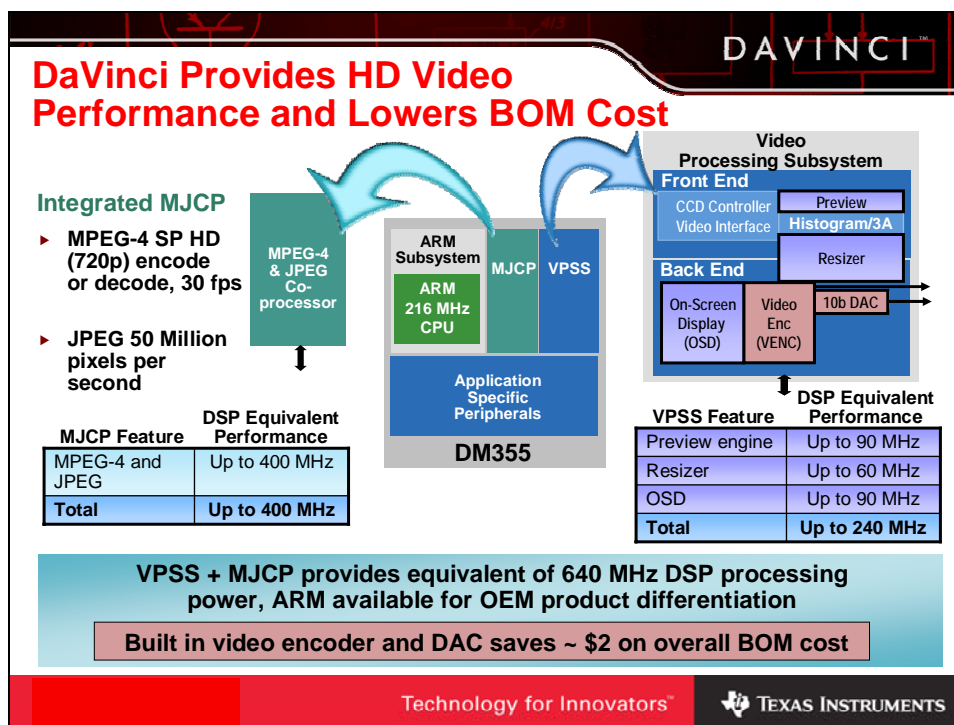 DAVINCI™
DaVinci Provides HD Video
Performance and Lowers BOM Cost
Integrated MJCP
MPEG-4 SP HD
(720p) encode
or decode, 30 fps
JPEG 50 Million
pixels per
second
MPEG-4
& JPEG
Co-
processor
ARM
Subsystem
ARM
216 MHz
CPU
MJCP
VPSS
Application
Specific
Peripherals
DM355
Video
Processing Subsystem
Front End
CCD Controller
Video Interface
Preview
Histogram/3A
Resizer
Back End
On-Screen
Display
(OSD)
Video
Enc
(VENC)
10b DAC
MJCP Feature
DSP Equivalent
Performance
MPEG-4 and
JPEG
Up to 400 MHz
Total
Up to 400 MHz
VPSS Feature
DSP Equivalent
Performance
Preview engine
Up to 90 MHz
Resizer
Up to 60 MHz
OSD
Up to 90 MHz
Total
Up to 240 MHz
VPSS + MJCP provides equivalent of 640 MHz DSP processing
power, ARM available for OEM product differentiation
Built in video encoder and DAC saves ~ $2 on overall BOM cost
Technology for Innovators™
TEXAS INSTRUMENTS